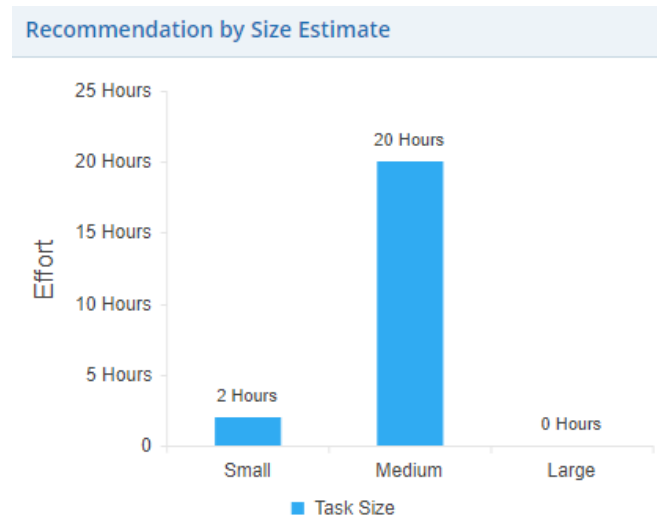 Recommendation by Size Estimate
25 Hours
20 Hours
20 Hours
15 Hours
Effort
10 Hours
5 Hours
2 Hours
0 Hours
0
Small Medium Large
Task Size